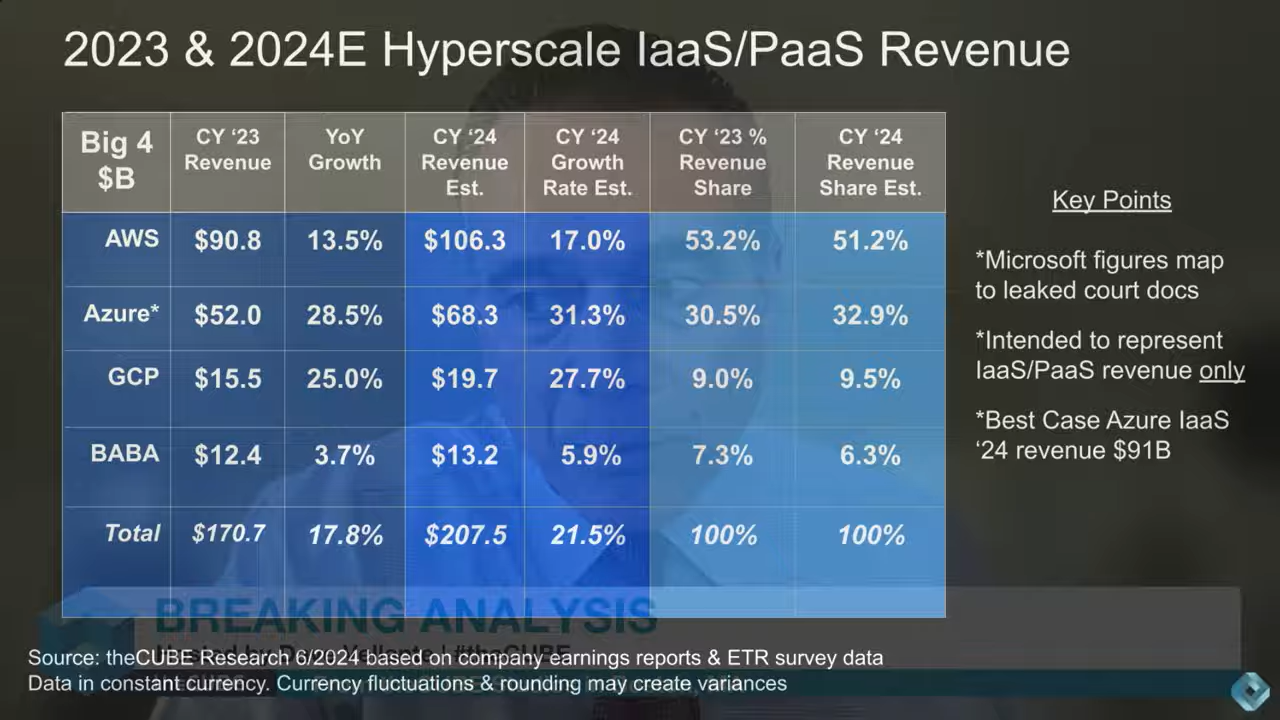 2023 & 2024E Hyperscale IaaS/PaaS Revenue
Big 4 $B CY ‘23 Revenue YoY Growth CY ‘24 Revenue Est. CY ‘24 Growth Rate Est. CY ‘23 % Revenue Share CY ‘24 Revenue Share Est.
AWS $90.8 13.5% $106.3 17.0% 53.2% 51.2%
Azure* $52.0 28.5% $68.3 31.3% 30.5% 32.9%
GCP $15.5 25.0% $19.7 27.7% 9.0% 9.5%
BABA $12.4 3.7% $13.2 5.9% 7.3% 6.3%
Total $170.7 17.8% $207.5 21.5% 100% 100%
Key Points
*Microsoft figures map
to leaked court docs
*Intended to represent
IaaS/PaaS revenue only
*Best Case Azure IaaS
‘24 revenue $91B
BREAKING ANALYSIS
Source: theCUBE Research 6/2024 based on company earnings reports & ETR survey data
Data in constant currency. Currency fluctuations & rounding may create variances